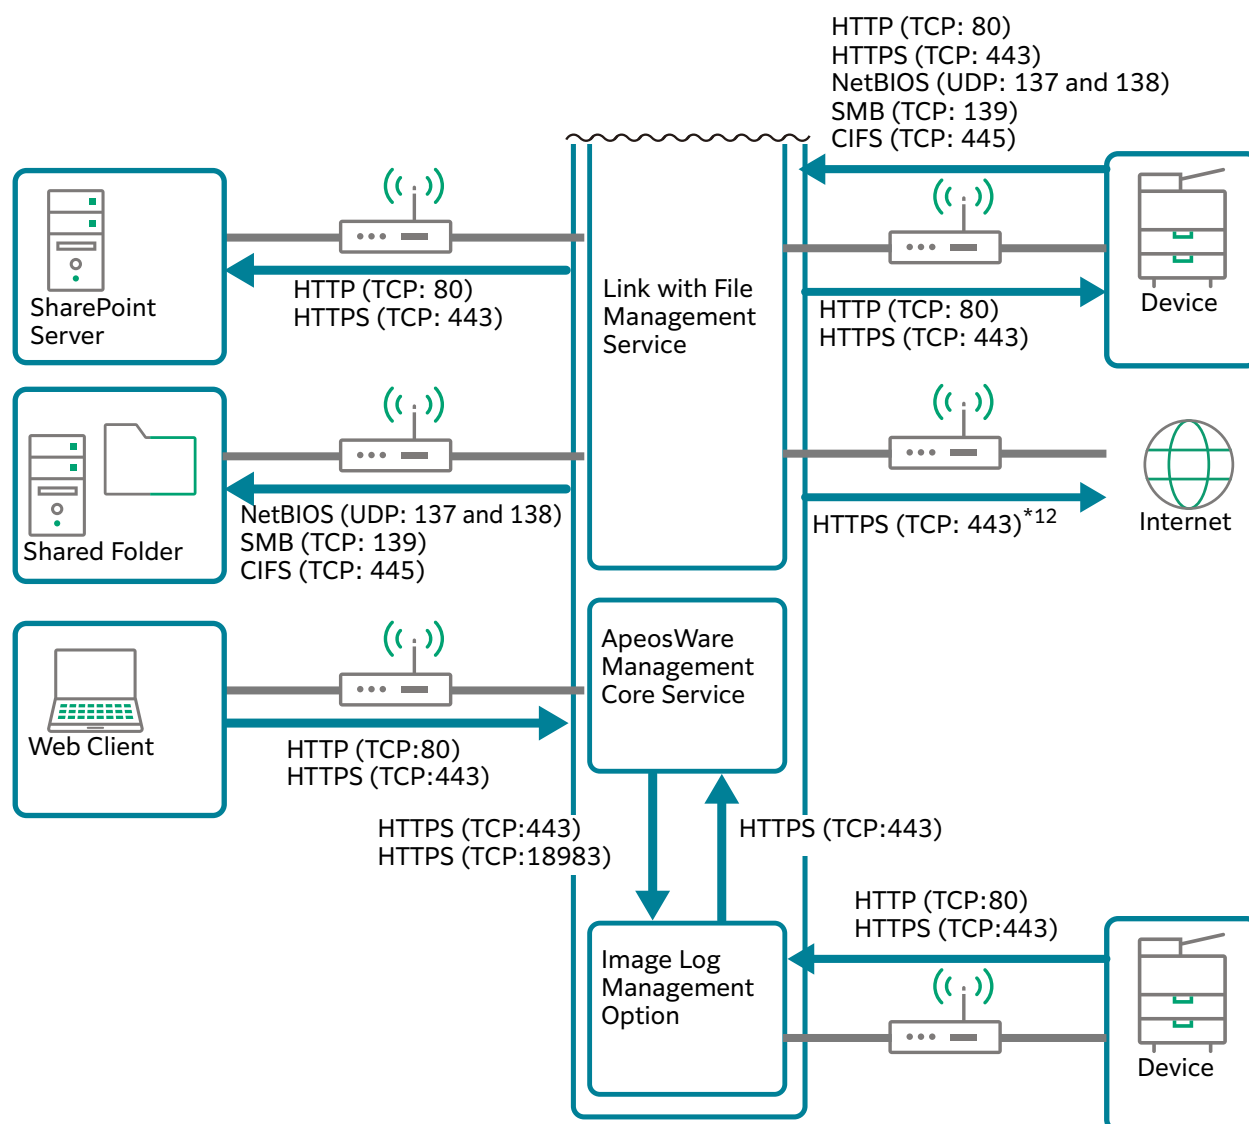 HTTP (TCP: 80)
HTTPS (TCP: 443)
NetBIOS (UDP: 137 and 138)
SMB (TCP: 139)
CIFS (TCP: 445)
SharePoint
Server
HTTP (TCP: 80)
HTTPS (TCP: 443)
Link with File
Management
Service
HTTP (TCP: 80)
HTTPS (TCP: 443)
Device
Shared Folder
NetBIOS (UDP: 137 and 138)
SMB (TCP: 139)
CIFS (TCP: 445)
HTTPS (TCP: 443)*12
Internet
Web Client
HTTP (TCP:80)
HTTPS (TCP:443)
ApeosWare
Management
Core Service
HTTPS (TCP:443)
HTTPS (TCP:18983)
HTTPS (TCP:443)
HTTP (TCP:80)
HTTPS (TCP:443)
Image Log
Management
Option
Device